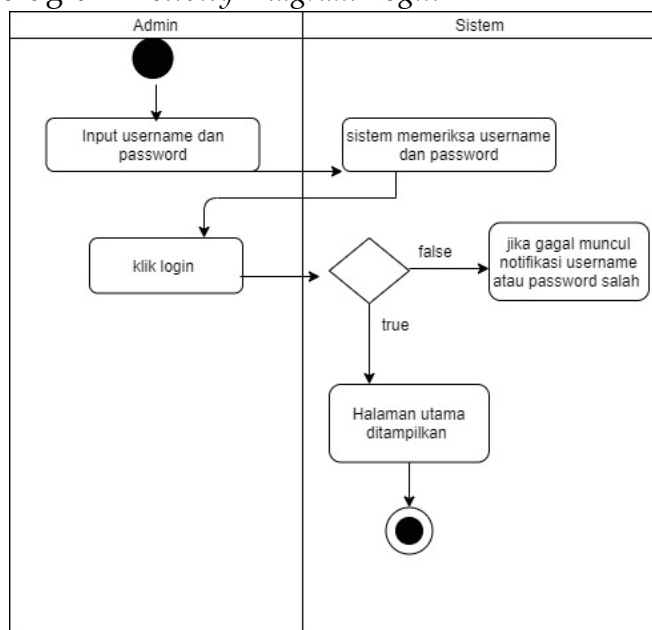 Admin
Sistem
Input username dan
password
sistem memeriksa username
dan password
klik login
false
jika gagal muncul
notifikasi username
atau password salah
true
Halaman utama
ditampilkan